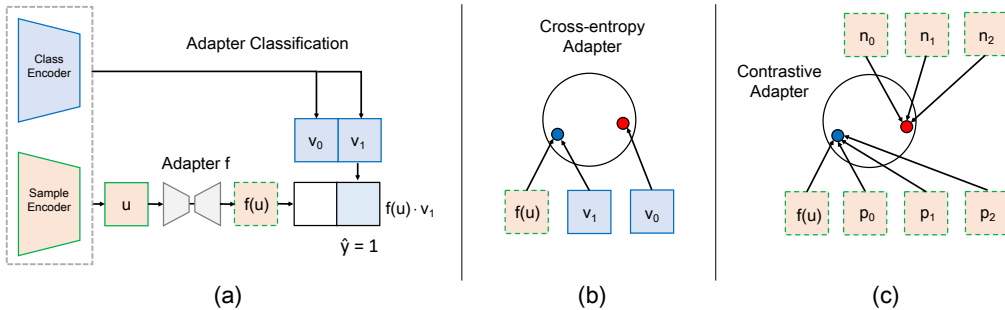 Adapter Classification
Class
Encoder
v₀ v₁
Adapter f
Sample
Encoder
u
f(u)
f(u) · v₁
ŷ = 1
(a)
Cross-entropy
Adapter
f(u) v₁ v₀
(b)
n₀ n₁ n₂
Contrastive
Adapter
f(u) p₀ p₁ p₂
(c)